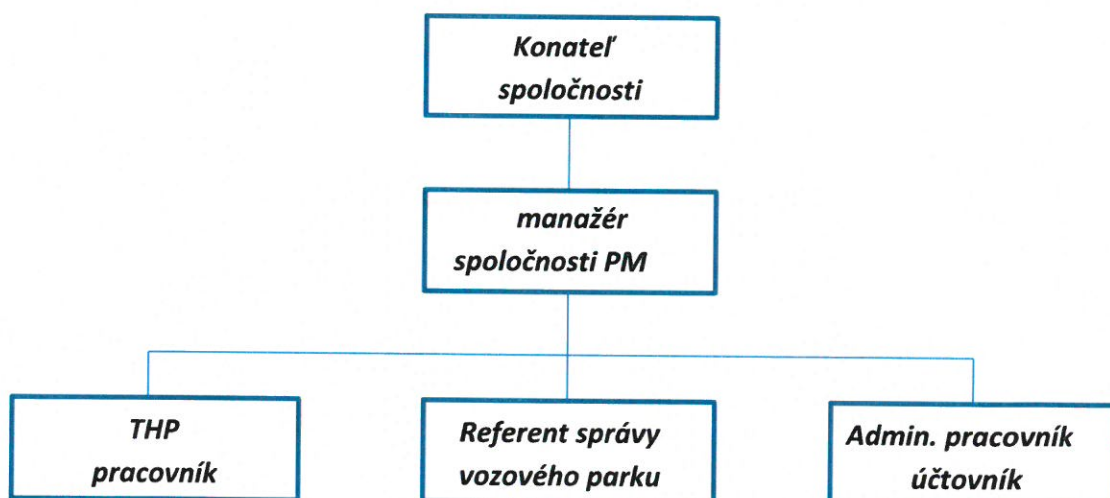 Konateľ
spoločnosti
manažér
spoločnosti PM
THP
pracovník
Referent správy
vozového parku
Admin. pracovník
účtovník